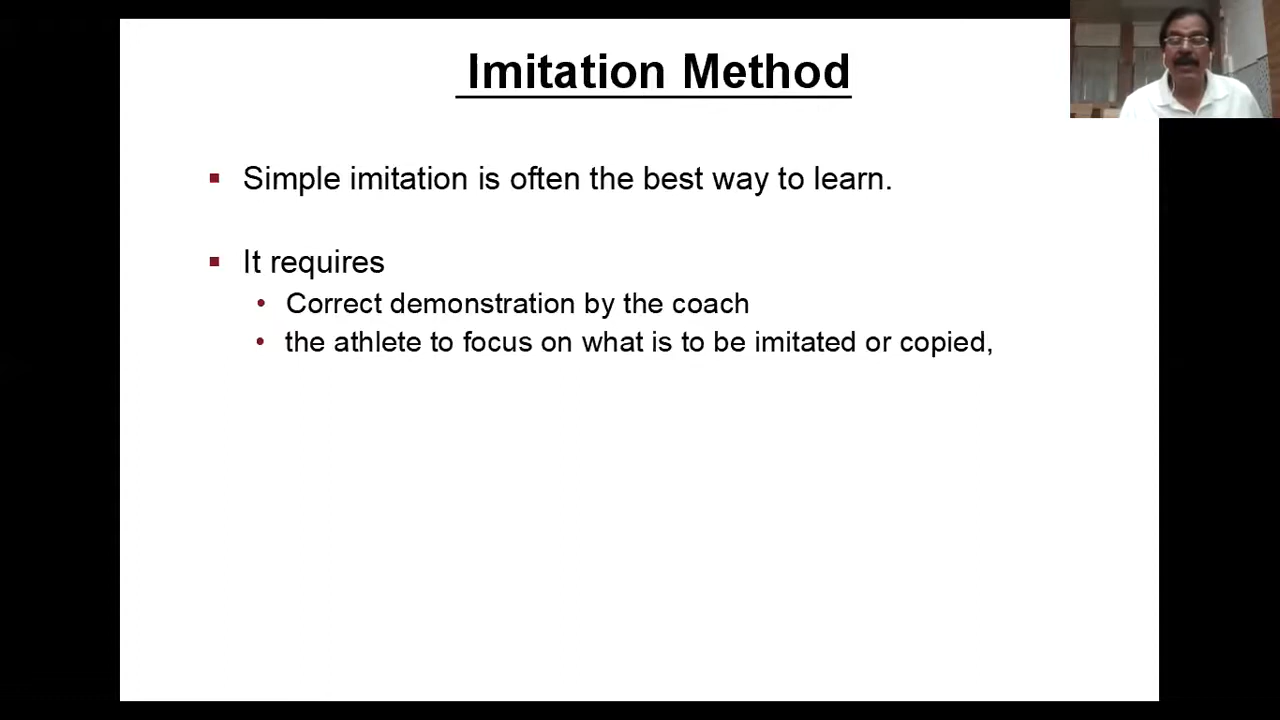 Imitation Method
Simple imitation is often the best way to learn.
It requires
Correct demonstration by the coach
the athlete to focus on what is to be imitated or copied,